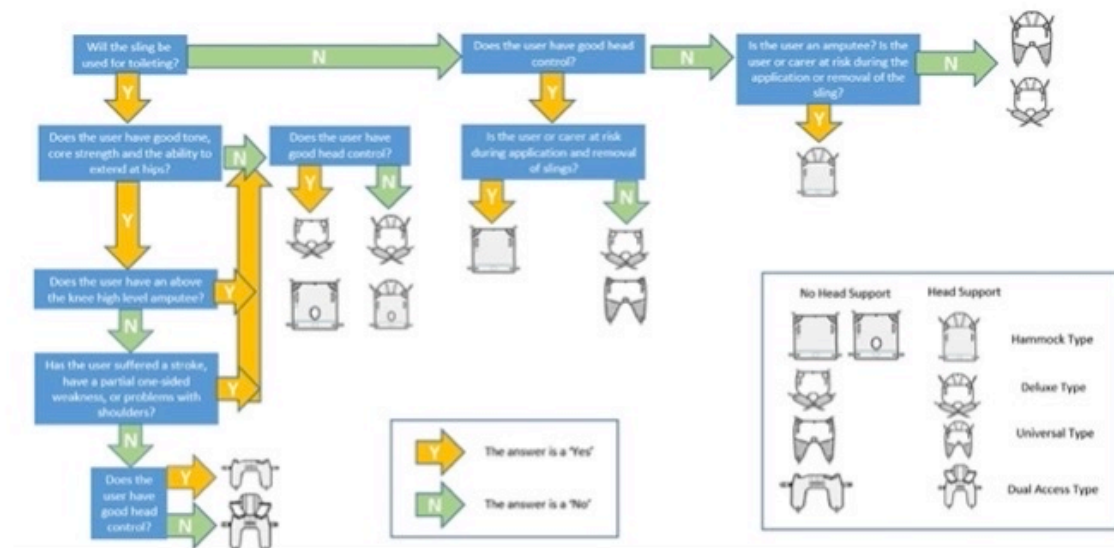 Will the sling be
used for toileting?
N
Does the user have good head
control?
N
Is the user an amputee? Is the
user or carer at risk during the
application or removal of the
sling?
N
Y
Y
Y
Does the user have good tone,
core strength and the ability to
extend at hips?
N
Does the user have
good head control?
Is the user or carer at risk
during application and removal
of slings?
Y
Y
N
Y
N
Does the user have an above
the knee high level amputee?
Y
N
Has the user suffered a stroke,
have a partial one-sided
weakness, or problems with
shoulders?
Y
N
Does the
user have
good head
control?
Y
N
Y
The answer is a 'Yes'
N
The answer is a 'No'
No Head Support
Head Support
Hammock Type
Deluxe Type
Universal Type
Dual Access Type